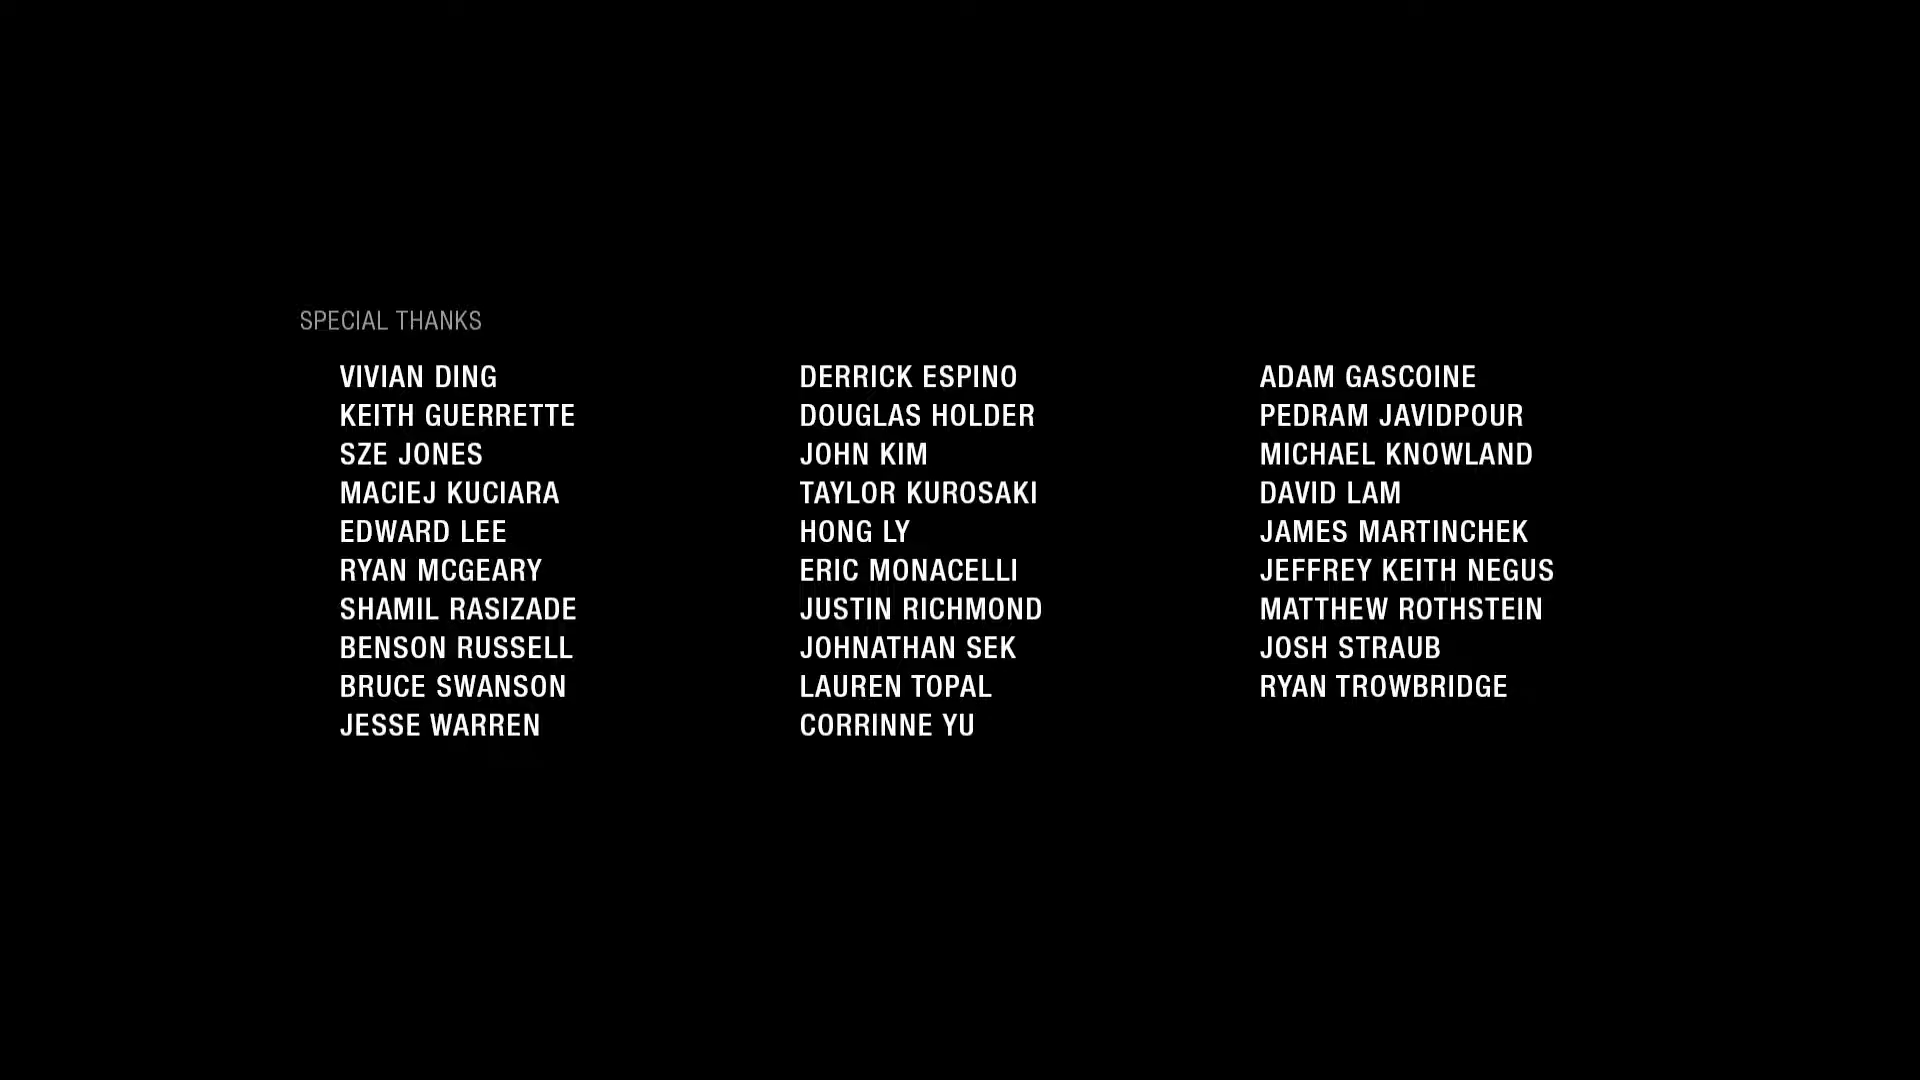 SPECIAL THANKS
VIVIAN DING
KEITH GUERRETTE
SZE JONES
MACIEJ KUCIARA
EDWARD LEE
RYAN MCGEARY
SHAMIL RASIZADE
BENSON RUSSELL
BRUCE SWANSON
JESSE WARREN
DERRICK ESPINO
DOUGLAS HOLDER
JOHN KIM
TAYLOR KUROSAKI
HONG LY
ERIC MONACELLI
JUSTIN RICHMOND
JOHNATHAN SEK
LAUREN TOPAL
CORRINNE YU
ADAM GASCOINE
PEDRAM JAVIDPOUR
MICHAEL KNOWLAND
DAVID LAM
JAMES MARTINCHEK
JEFFREY KEITH NEGUS
MATTHEW ROTHSTEIN
JOSH STRAUB
RYAN TROWBRIDGE